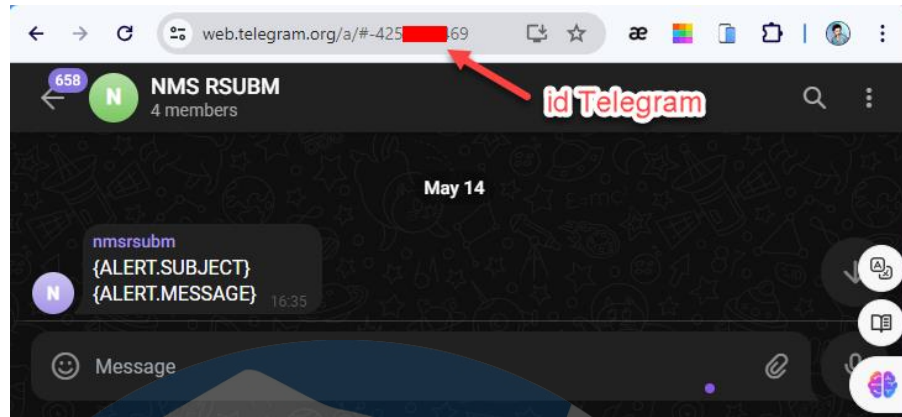 web.telegram.org/a/#-425 69
658
N
NMS RSUBM
4 members
id Telegram
May 14
nmsrsubm
{ALERT.SUBJECT}
N
{ALERT.MESSAGE} 16:35
Message